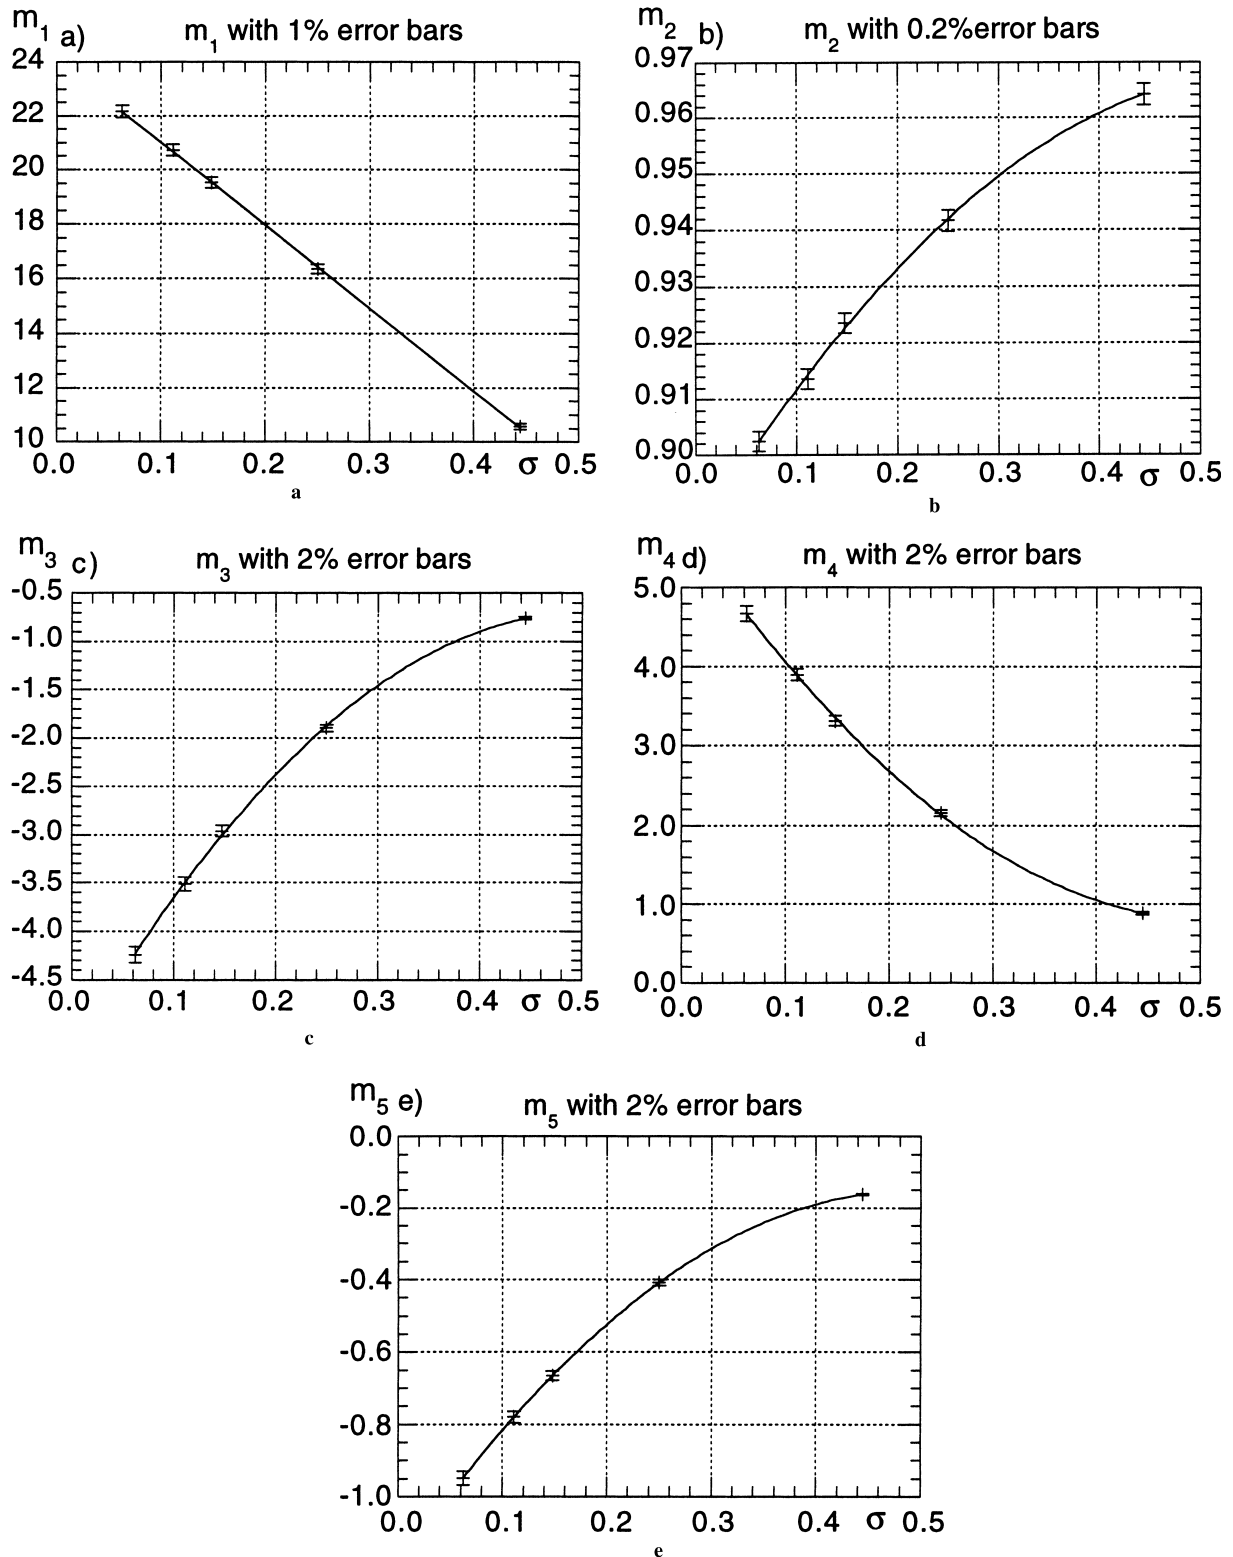 m1 a) m1 with 1% error bars
24
22
20
18
16
14
12
10
0.0 0.1 0.2 0.3 0.4 σ 0.5
a
m2 b) m2 with 0.2%error bars
0.97
0.96
0.95
0.94
0.93
0.92
0.91
0.90
0.0 0.1 0.2 0.3 0.4 σ 0.5
b
m3 c) m3 with 2% error bars
-0.5
-1.0
-1.5
-2.0
-2.5
-3.0
-3.5
-4.0
-4.5
0.0 0.1 0.2 0.3 0.4 σ 0.5
c
m4 d) m4 with 2% error bars
5.0
4.0
3.0
2.0
1.0
0.0
0.0 0.1 0.2 0.3 0.4 σ 0.5
d
m5 e) m5 with 2% error bars
0.0
-0.2
-0.4
-0.6
-0.8
-1.0
0.0 0.1 0.2 0.3 0.4 σ 0.5
e